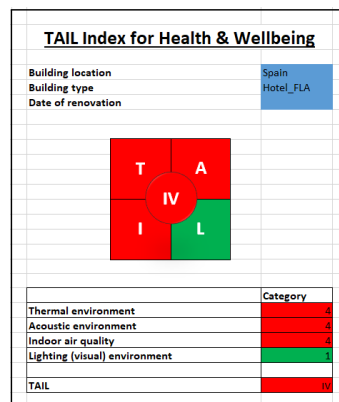 TAIL Index for Health & Wellbeing
Building location Spain
Building type Hotel_FLA
Date of renovation
T A
IV
I L
Category
Thermal environment 4
Acoustic environment 4
Indoor air quality 4
Lighting (visual) environment 1
TAIL IV